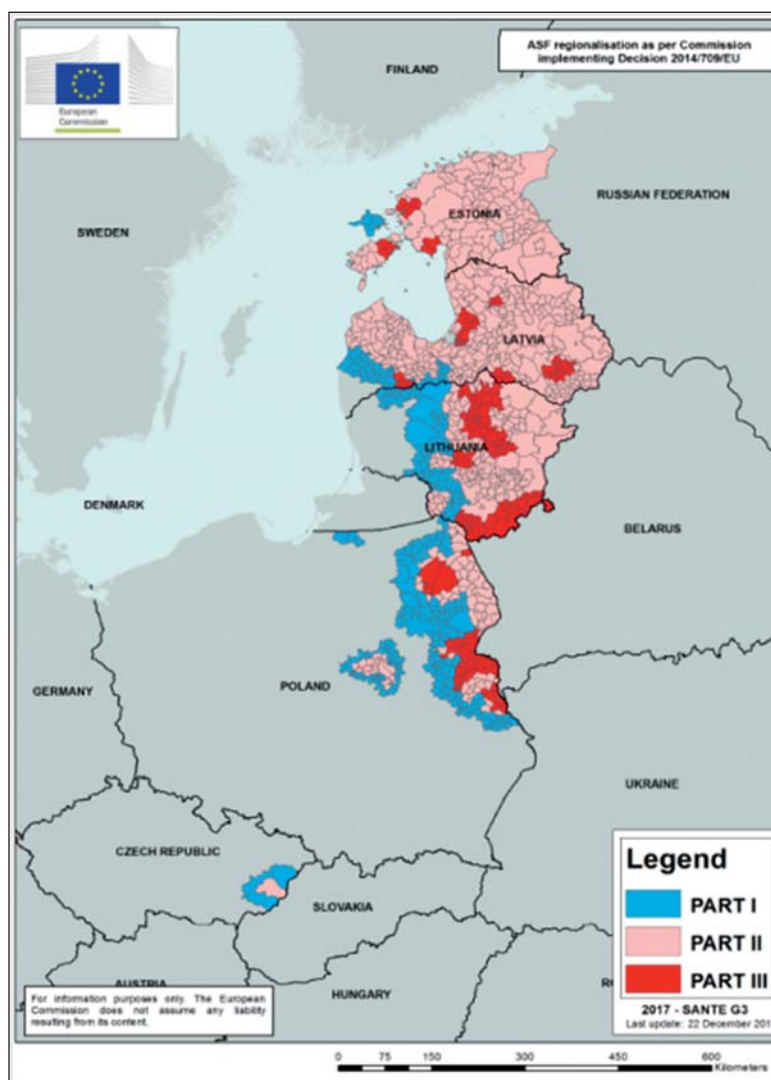 European
Commission
ASF regionalisation as per Commission
implementing Decision 2014/709/EU
FINLAND
RUSSIAN FEDERATION
ESTONIA
SWEDEN
LATVIA
LITHUANIA
DENMARK
BELARUS
GERMANY
POLAND
UKRAINE
CZECH REPUBLIC
SLOVAKIA
AUSTRIA
HUNGARY
Legend
PART I
PART II
PART III
2017 - SANTE G3
Last update: 22 December 201
For information purposes only. The European
Commission does not assume any liability
resulting from its content.
0 75 150 300 450 600
Kilometers